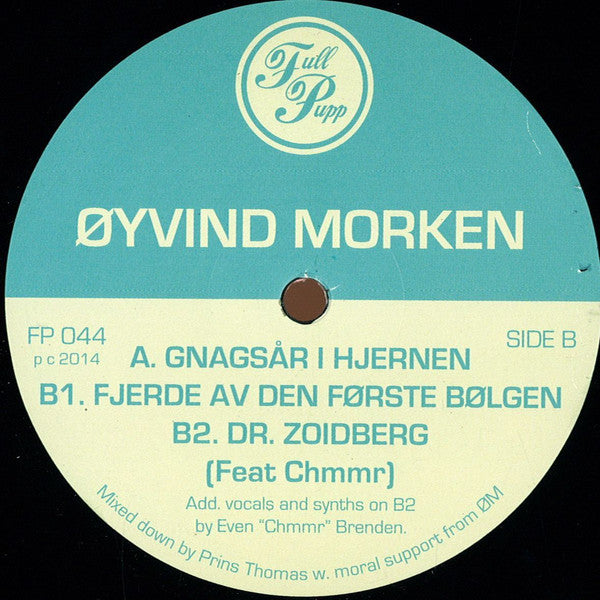 Full
Pupp
ØYVIND MORKEN
FP 044
p c 2014
SIDE B
A. GNAGSÅR I HJERNEN
B1. FJERDE AV DEN FØRSTE BØLGEN
B2. DR. ZOIDBERG
(Feat Chmmr)
Add. vocals and synths on B2
by Even "Chmmr" Brenden.
Mixed down by Prins Thomas w. moral support from ØM